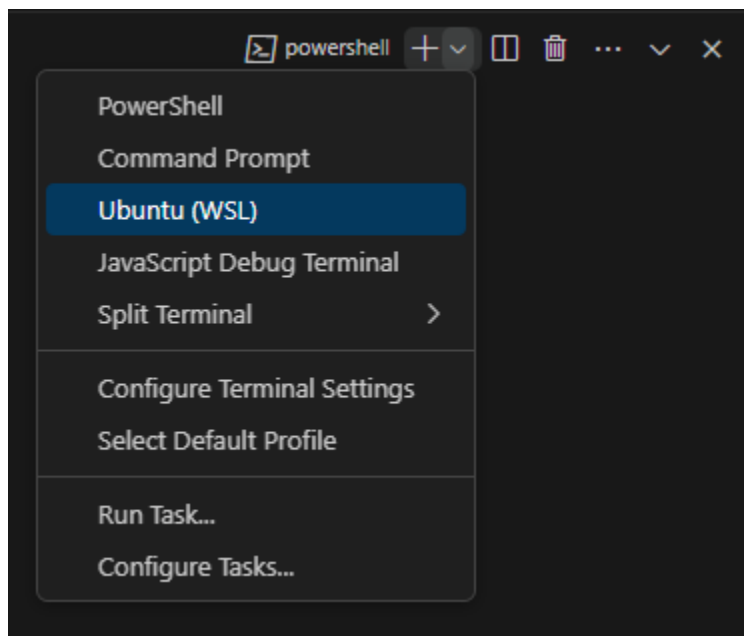 powershell
PowerShell
Command Prompt
Ubuntu (WSL)
JavaScript Debug Terminal
Split Terminal
Configure Terminal Settings
Select Default Profile
Run Task...
Configure Tasks...